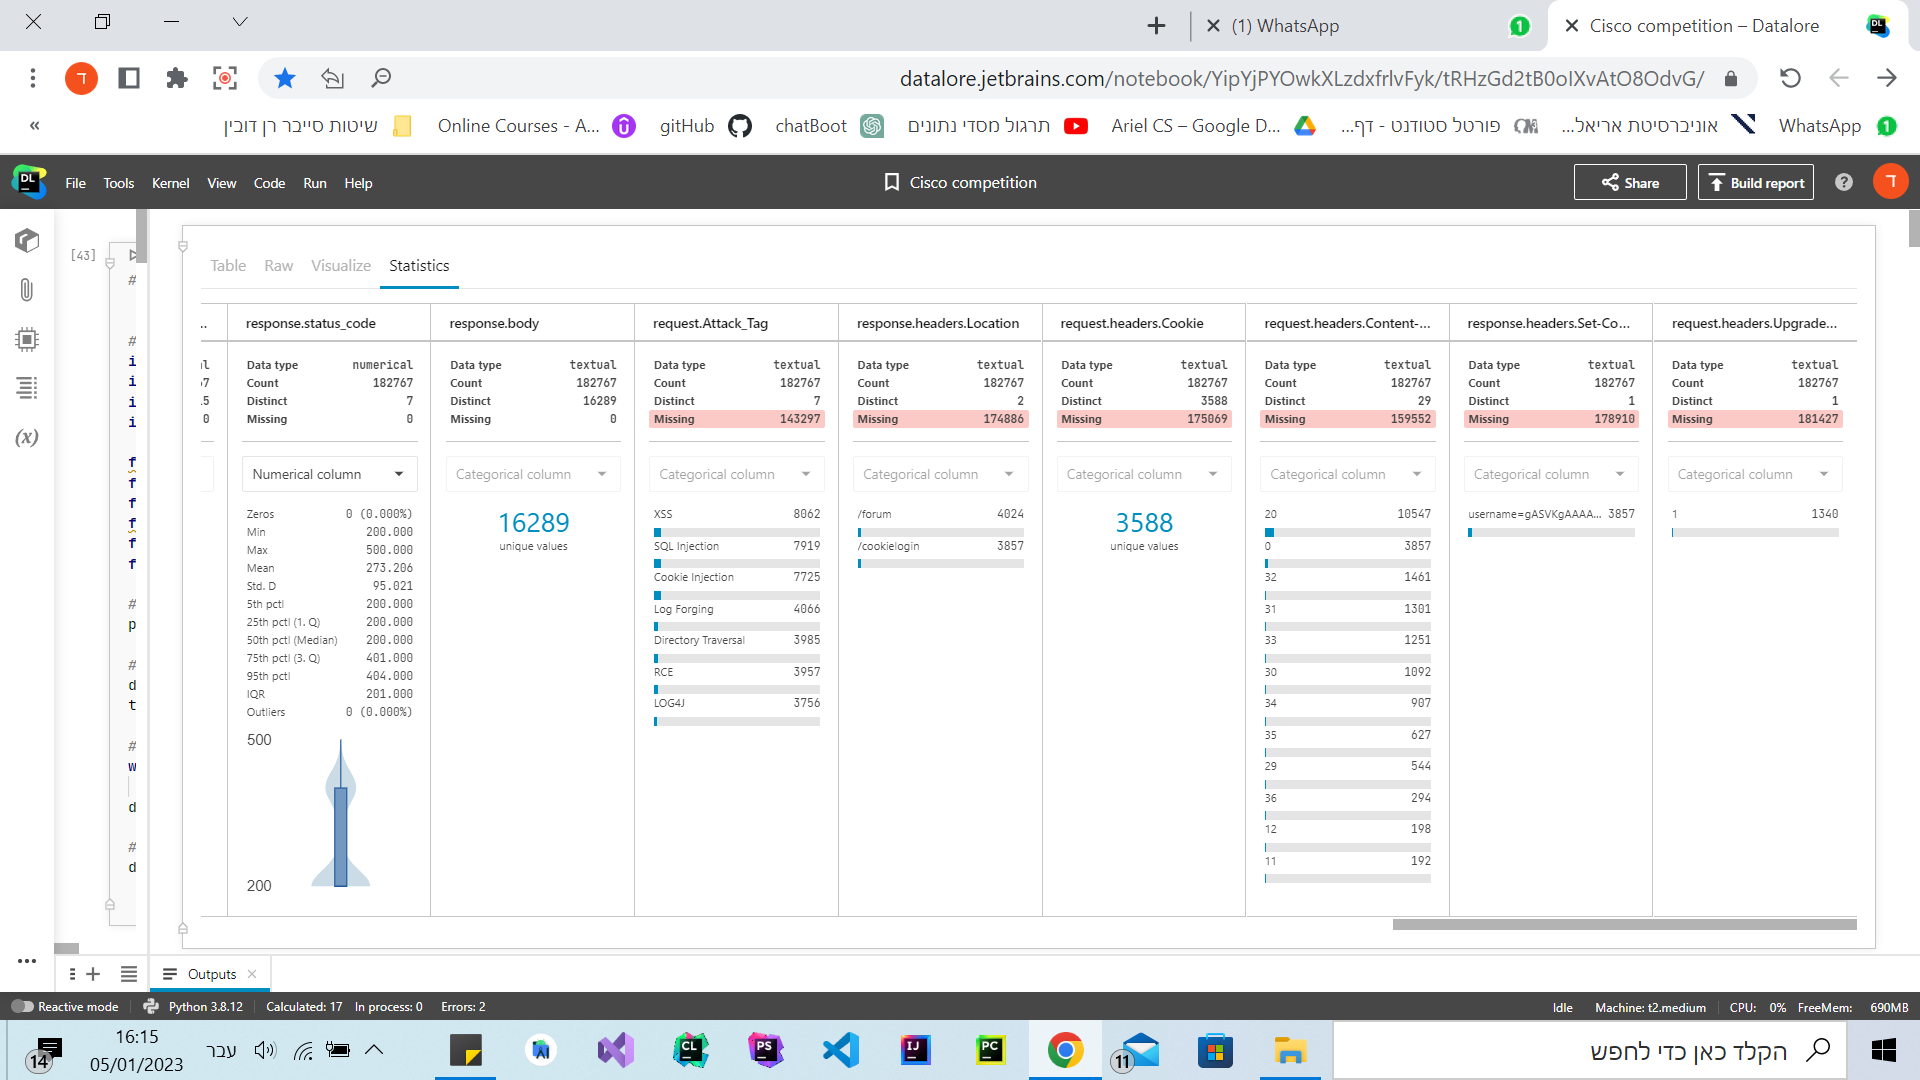 (1) WhatsApp
1
Cisco competition – Datalore
ד
datalore.jetbrains.com/notebook/YipYjPYOwkXLzdxfrlvFyk/tRHzGd2tB0oIXvAtO8OdvG/
«
שיטות סייבר רן דובין
Online Courses - A...
gitHub
chatBoot
תרגול מסדי נתונים
Ariel CS – Google D...
פורטל סטודנט - דף...
אוניברסיטת אריאל...
WhatsApp
1
DL
File
Tools
Kernel
View
Code
Run
Help
Cisco competition
Share
Build report
?
ד
[43]
Table
Raw
Visualize
Statistics
... response.status_code response.body request.Attack_Tag response.headers.Location request.headers.Cookie request.headers.Content-... response.headers.Set-Co... request.headers.Upgrade...
Data type numerical
Count 182767
Distinct 7
Missing 0
Numerical column
Zeros 0 (0.000%)
Min 200.000
Max 500.000
Mean 273.206
Std. D 95.021
5th pctl 200.000
25th pctl (1. Q) 200.000
50th pctl (Median) 200.000
75th pctl (3. Q) 401.000
95th pctl 404.000
IQR 201.000
Outliers 0 (0.000%)
500
200
Data type textual
Count 182767
Distinct 16289
Missing 0
Categorical column
16289
unique values
Data type textual
Count 182767
Distinct 7
Missing 143297
Categorical column
XSS 8062
SQL Injection 7919
Cookie Injection 7725
Log Forging 4066
Directory Traversal 3985
RCE 3957
LOG4J 3756
Data type textual
Count 182767
Distinct 2
Missing 174886
Categorical column
/forum 4024
/cookielogin 3857
Data type textual
Count 182767
Distinct 3588
Missing 175069
Categorical column
3588
unique values
Data type textual
Count 182767
Distinct 29
Missing 159552
Categorical column
20 10547
0 3857
32 1461
31 1301
33 1251
30 1092
34 907
35 627
29 544
36 294
12 198
11 192
Data type textual
Count 182767
Distinct 1
Missing 178910
Categorical column
username=gASVKgAAAA... 3857
Data type textual
Count 182767
Distinct 1
Missing 181427
Categorical column
1 1340
Outputs
Reactive mode
Python 3.8.12
Calculated: 17
In process: 0
Errors: 2
Idle
Machine: t2.medium
CPU: 0%
FreeMem: 690MB
14
16:15
05/01/2023
עבר
CL
PS
IJ
PC
11
הקלד כאן כדי לחפש